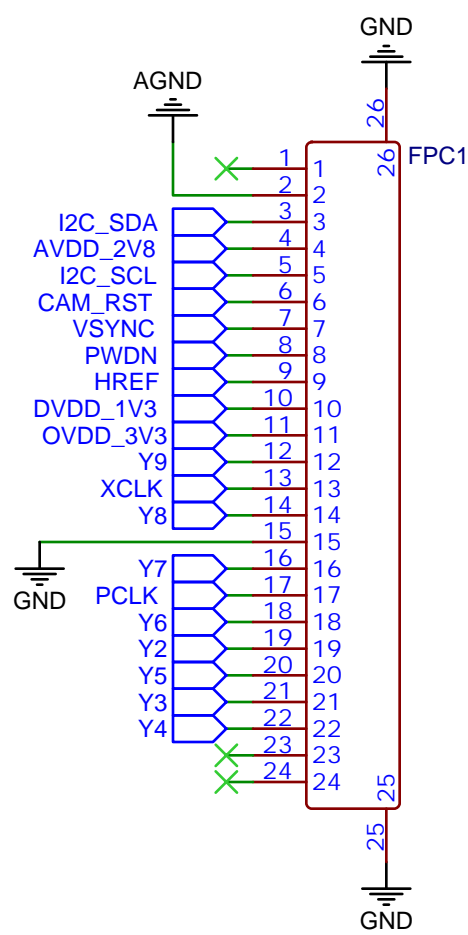 GND
AGND
26
26
FPC1
1 1
2 2
I2C_SDA 3 3
AVDD_2V8 4 4
I2C_SCL 5 5
CAM_RST 6 6
VSYNC 7 7
PWDN 8 8
HREF 9 9
DVDD_1V3 10 10
OVDD_3V3 11 11
Y9 12 12
XCLK 13 13
Y8 14 14
15 15
GND
Y7 16 16
PCLK 17 17
Y6 18 18
Y2 19 19
Y5 20 20
Y3 21 21
Y4 22 22
23 23
24 24
25
25
GND